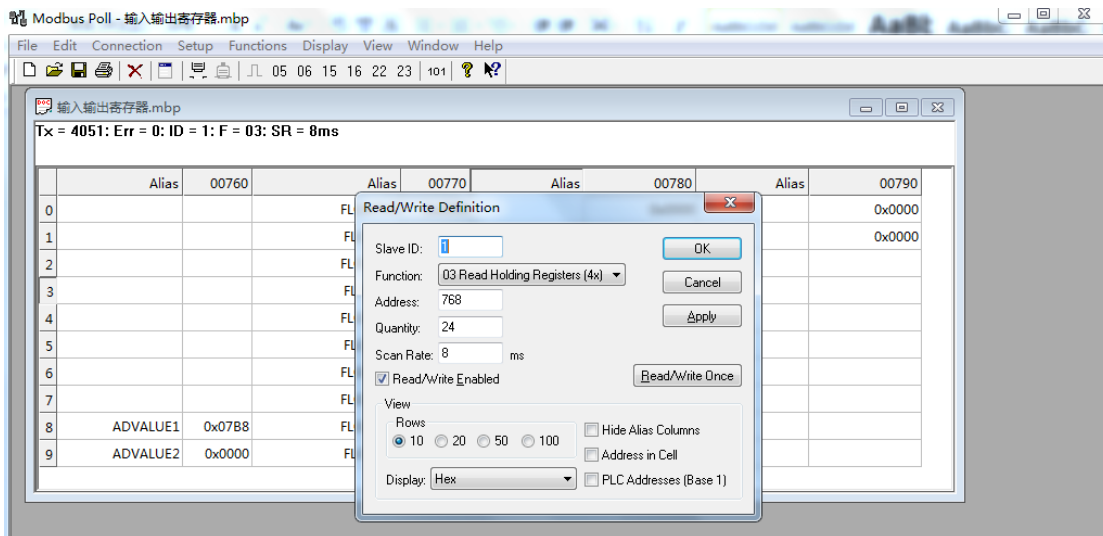 Modbus Poll - 输入输出寄存器.mbp
File Edit Connection Setup Functions Display View Window Help
05 06 15 16 22 23 101
输入输出寄存器.mbp
Tx = 4051: Err = 0: ID = 1: F = 03: SR = 8ms
Alias 00760 Alias 00770 Alias 00780 Alias 00790
0 0x0000
1 0x0000
2
3
4
5
6
7
8 ADVALUE1 0x07B8
9 ADVALUE2 0x0000
Read/Write Definition
Slave ID: 1
OK
Function: 03 Read Holding Registers (4x)
Cancel
Address: 768
Apply
Quantity: 24
Scan Rate: 8 ms
Read/Write Enabled
Read/Write Once
View
Rows
10 20 50 100
Hide Alias Columns
Address in Cell
Display: Hex
PLC Addresses (Base 1)